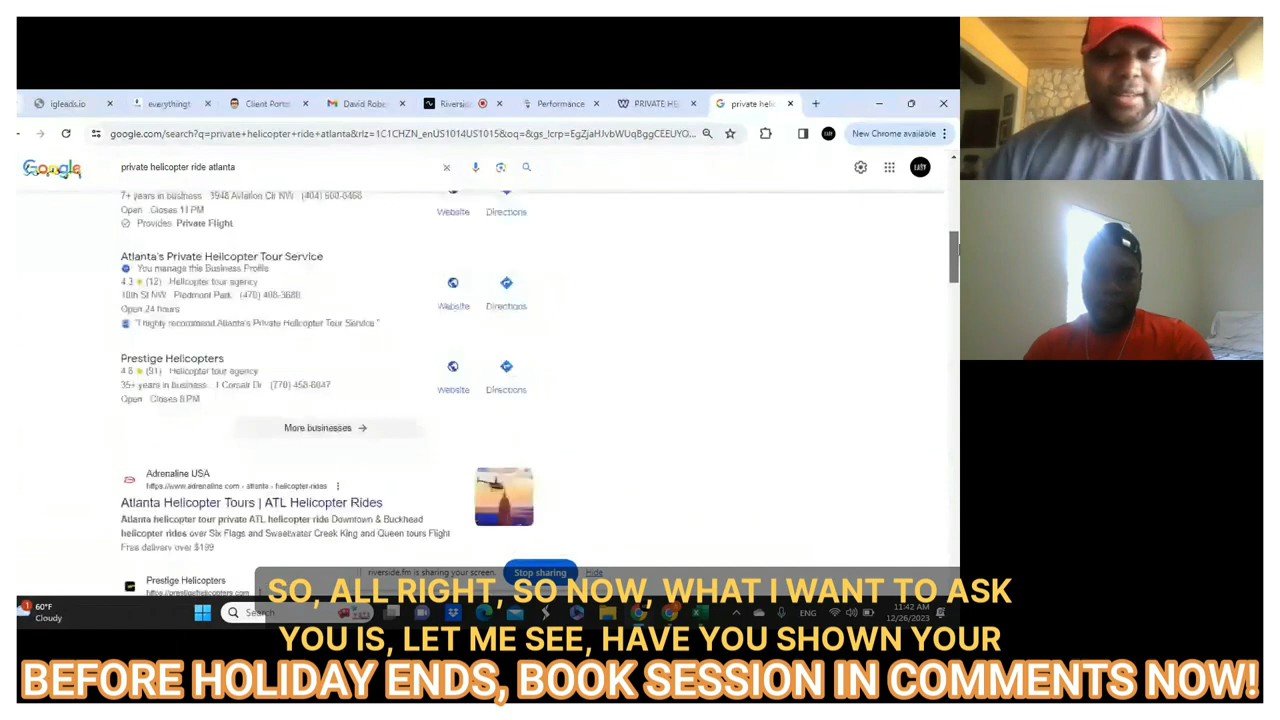 igleads.io
everythingt
Client Porta
David Robe
Riversi
Performance
PRIVATE HE
private helic
google.com/search?q=private+helicopter+ride+atlanta&rlz=1C1CHZN_enUS1014US1015&oq=&gs_lcrp=EgZjaHJvbWUqBggCEEUYO...
New Chrome available
Google
private helicopter ride atlanta
EASY
7+ years in business 3948 Aviation Cir NW
Open Closes 11 PM
Provides: Private Flight
Website
Directions
Atlanta's Private Helicopter Tour Service
You manage this Business Profile
4.3 (12) Helicopter tour agency
10th St NW Piedmont Park (470) 408-3680
Open 24 hours
"I highly recommend Atlanta's Private Helicopter Tour Service "
Website
Directions
Prestige Helicopters
4.8 (91) Helicopter tour agency
35+ years in business 1 Corsair Dr (770) 458-6047
Open Closes 8 PM
Website
Directions
More businesses
Adrenaline USA
https://www.adrenaline.com › atlanta › helicopter-rides
Atlanta Helicopter Tours | ATL Helicopter Rides
Atlanta helicopter tour private ATL helicopter ride Downtown & Buckhead
helicopter rides over Six Flags and Sweetwater Creek King and Queen tours Flight
Free delivery over $199
Prestige Helicopters
https://prestigehelicopters.com
riverside.fm is sharing your screen.
Stop sharing
Hide
SO, ALL RIGHT, SO NOW, WHAT I WANT TO ASK
60°F
Cloudy
Search
ENG
11:42 AM
12/26/2023
YOU IS, LET ME SEE, HAVE YOU SHOWN YOUR
BEFORE HOLIDAY ENDS, BOOK SESSION IN COMMENTS NOW!